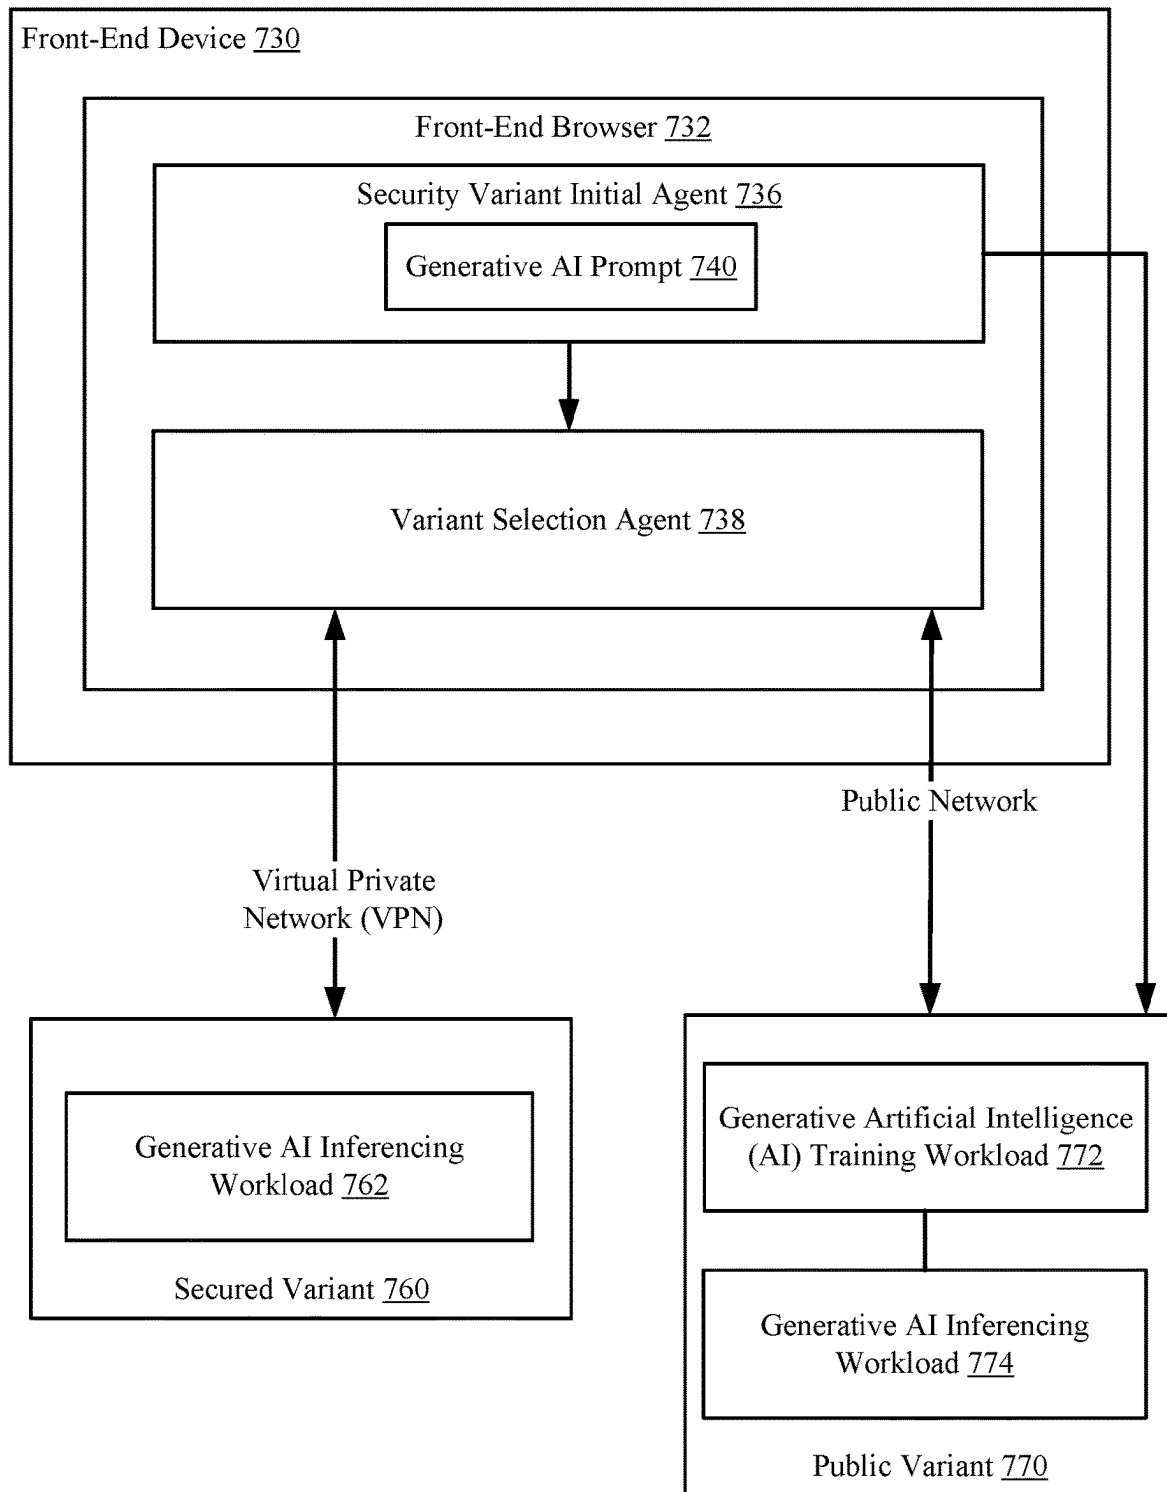 Front-End Device 730
Front-End Browser 732
Security Variant Initial Agent 736
Generative AI Prompt 740
Variant Selection Agent 738
Public Network
Virtual Private
Network (VPN)
Generative AI Inferencing
Workload 762
Secured Variant 760
Generative Artificial Intelligence
(AI) Training Workload 772
Generative AI Inferencing
Workload 774
Public Variant 770